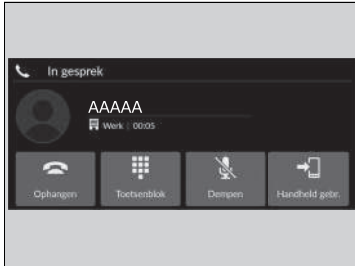 In gesprek
AAAAA
Werk | 00:05
Ophangen Toetsenblok Dempen Handheld gebr.